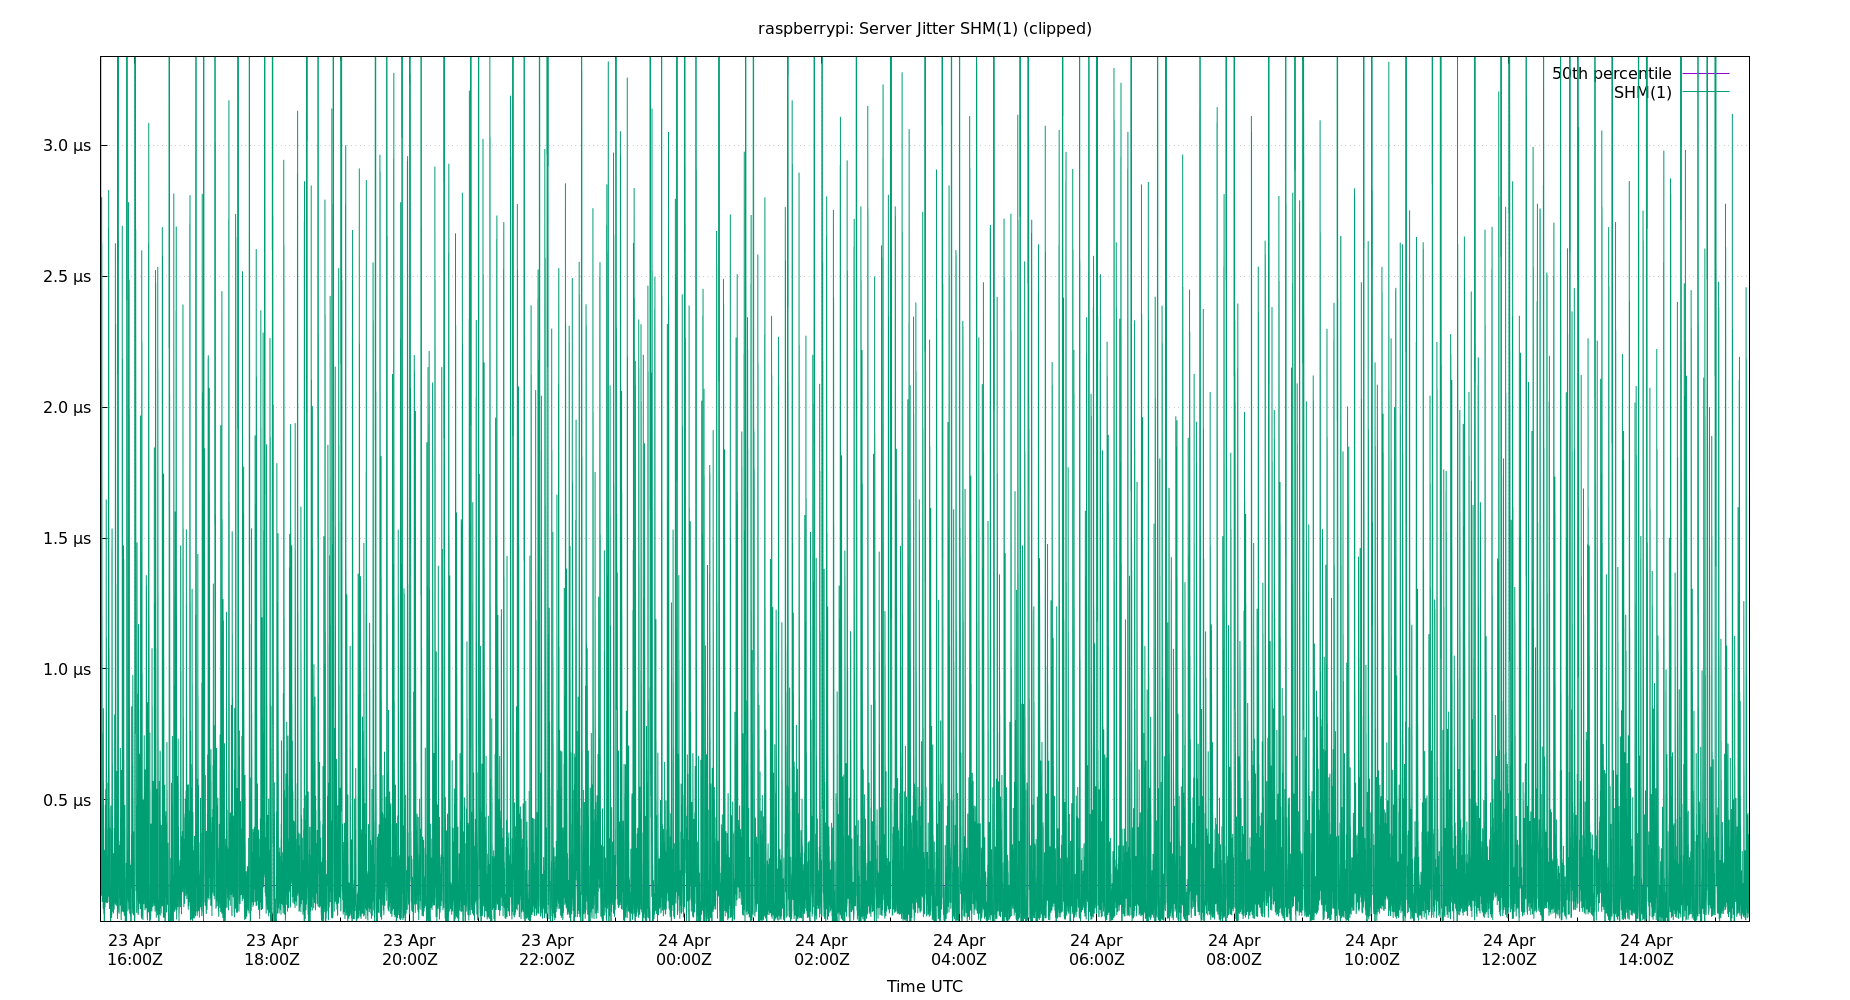 raspberrypi: Server Jitter SHM(1) (clipped)
50th percentile
SHM(1)
3.0 µs
2.5 µs
2.0 µs
1.5 µs
1.0 µs
0.5 µs
23 Apr 23 Apr 23 Apr 23 Apr 24 Apr 24 Apr 24 Apr 24 Apr 24 Apr 24 Apr 24 Apr 24 Apr
16:00Z 18:00Z 20:00Z 22:00Z 00:00Z 02:00Z 04:00Z 06:00Z 08:00Z 10:00Z 12:00Z 14:00Z
Time UTC